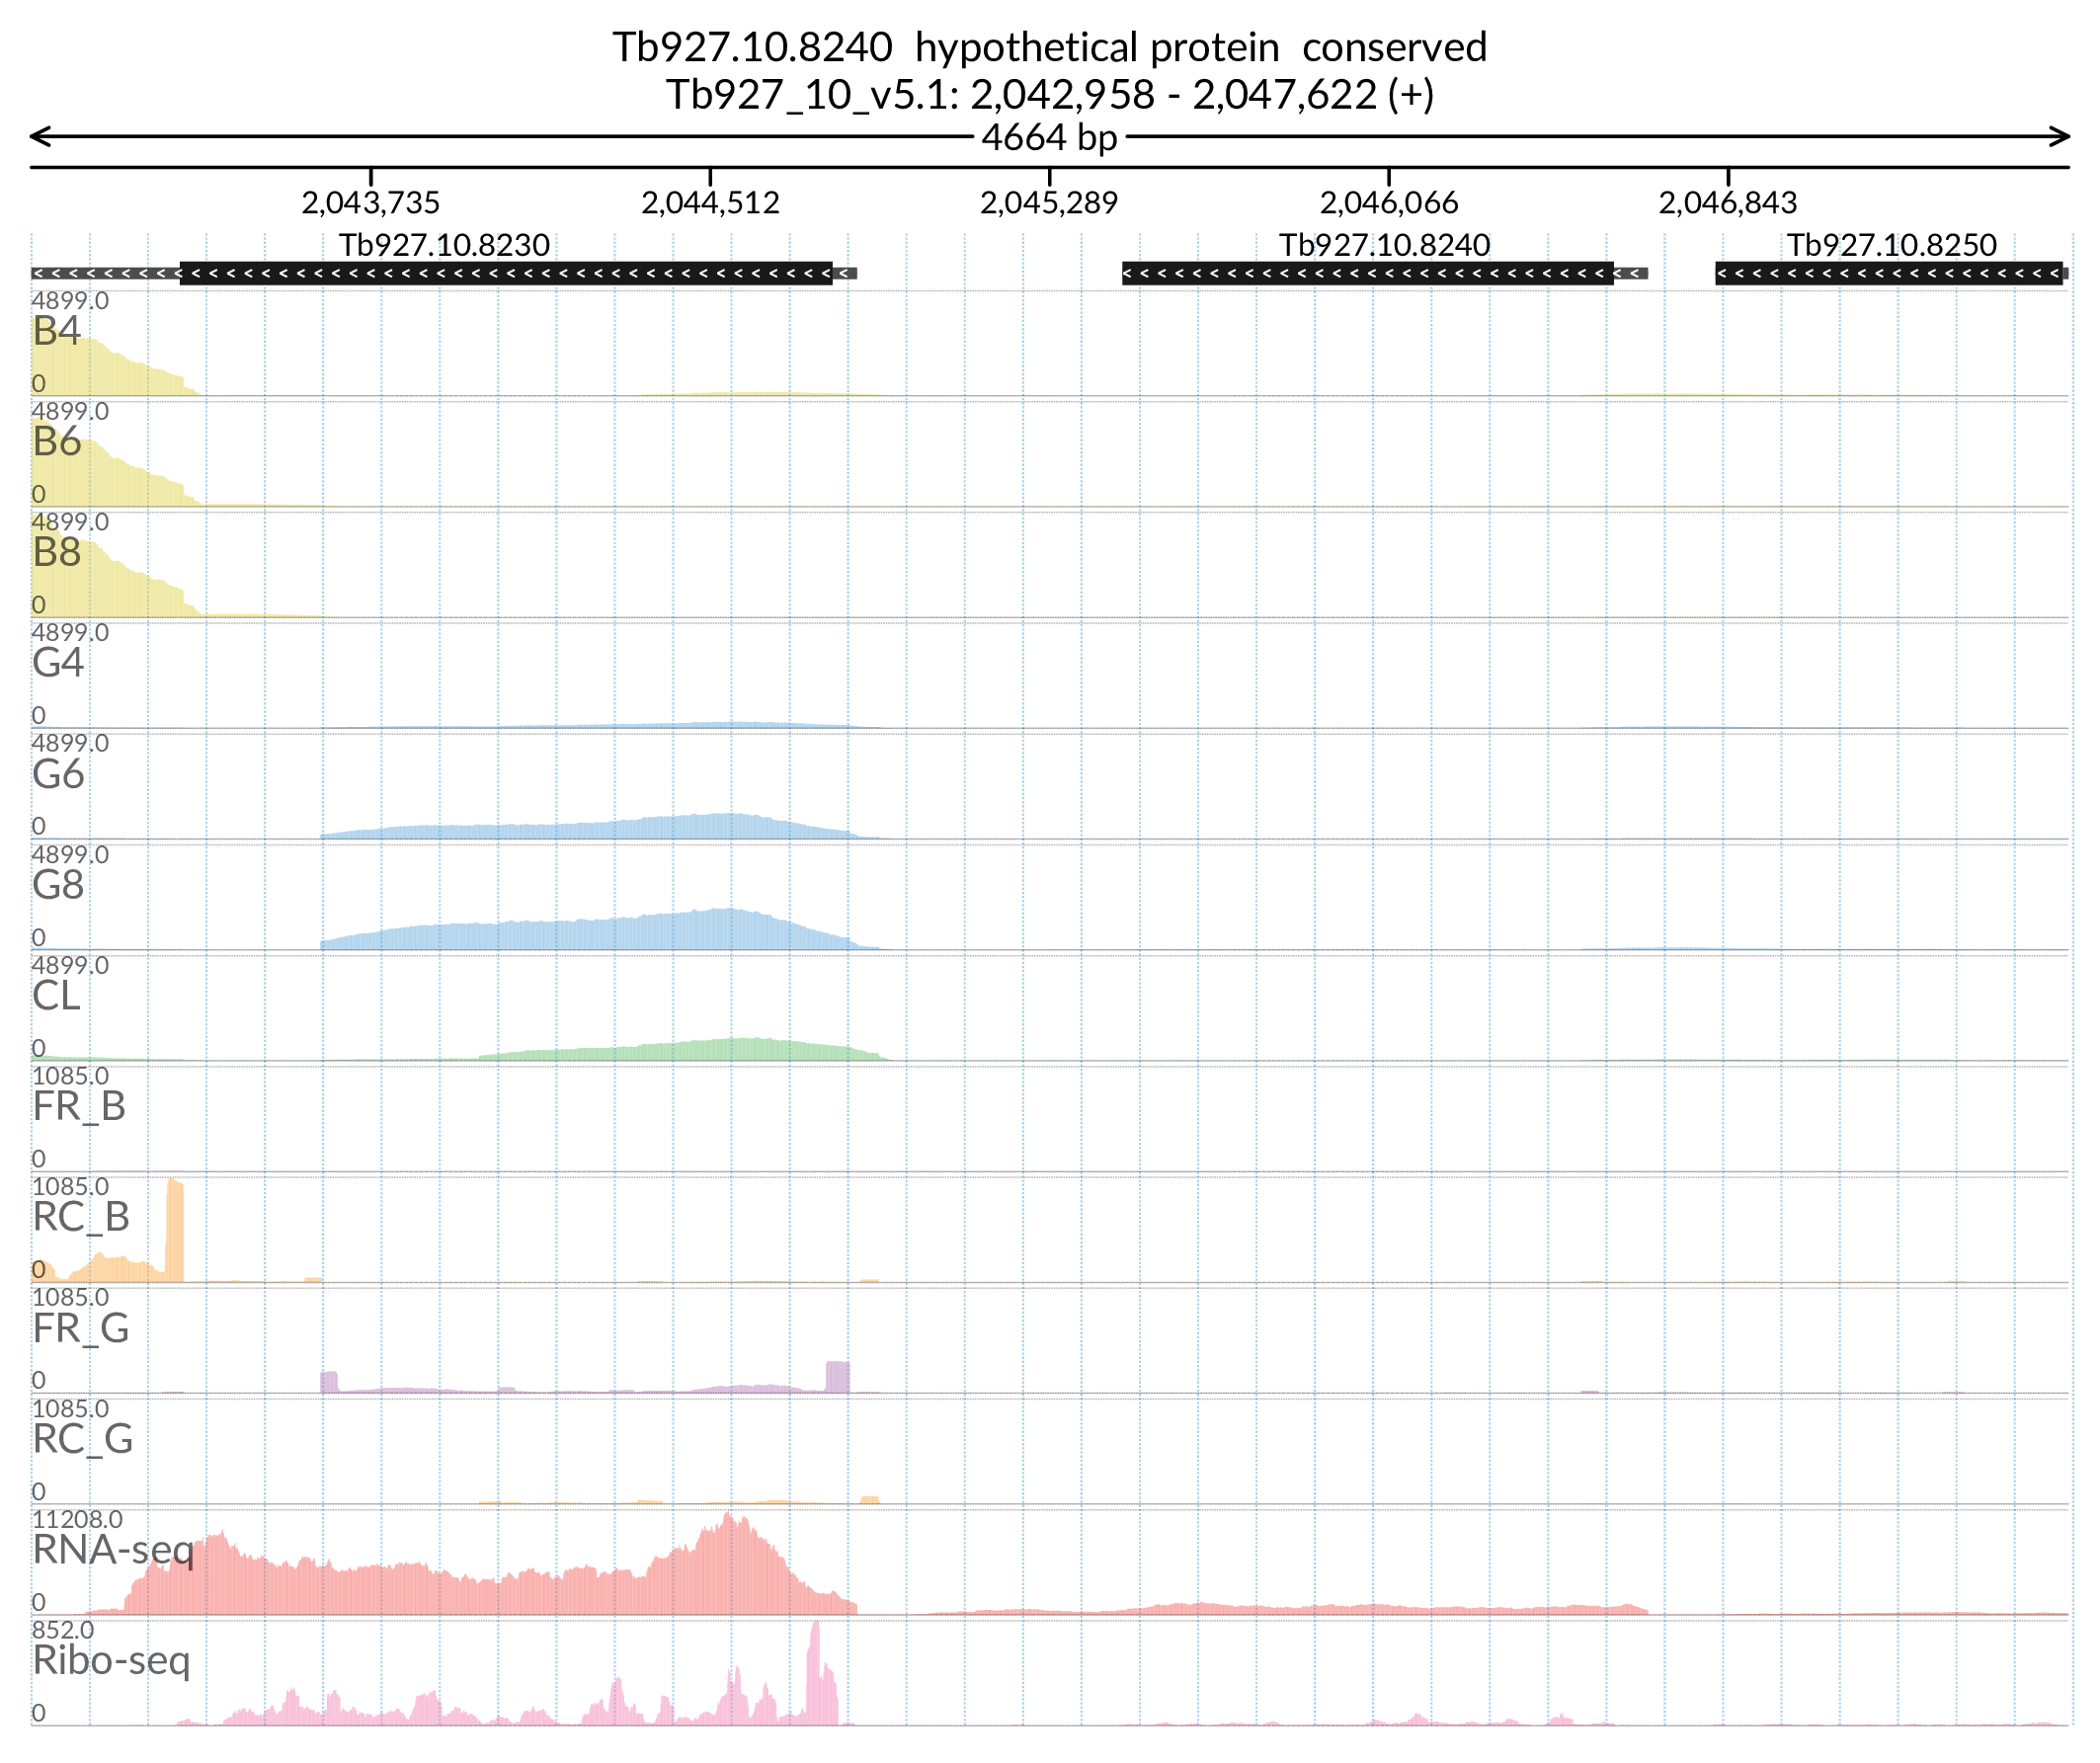 Tb927.10.8240  hypothetical protein  conserved
Tb927_10_v5.1: 2,042,958 - 2,047,622 (+)
4664 bp
2,043,735 2,044,512 2,045,289 2,046,066 2,046,843
Tb927.10.8230 Tb927.10.8240 Tb927.10.8250
4899.0
B4
0
4899.0
B6
0
4899.0
B8
0
4899.0
G4
0
4899.0
G6
0
4899.0
G8
0
4899.0
CL
0
1085.0
FR_B
0
1085.0
RC_B
0
1085.0
FR_G
0
1085.0
RC_G
0
11208.0
RNA-seq
0
852.0
Ribo-seq
0